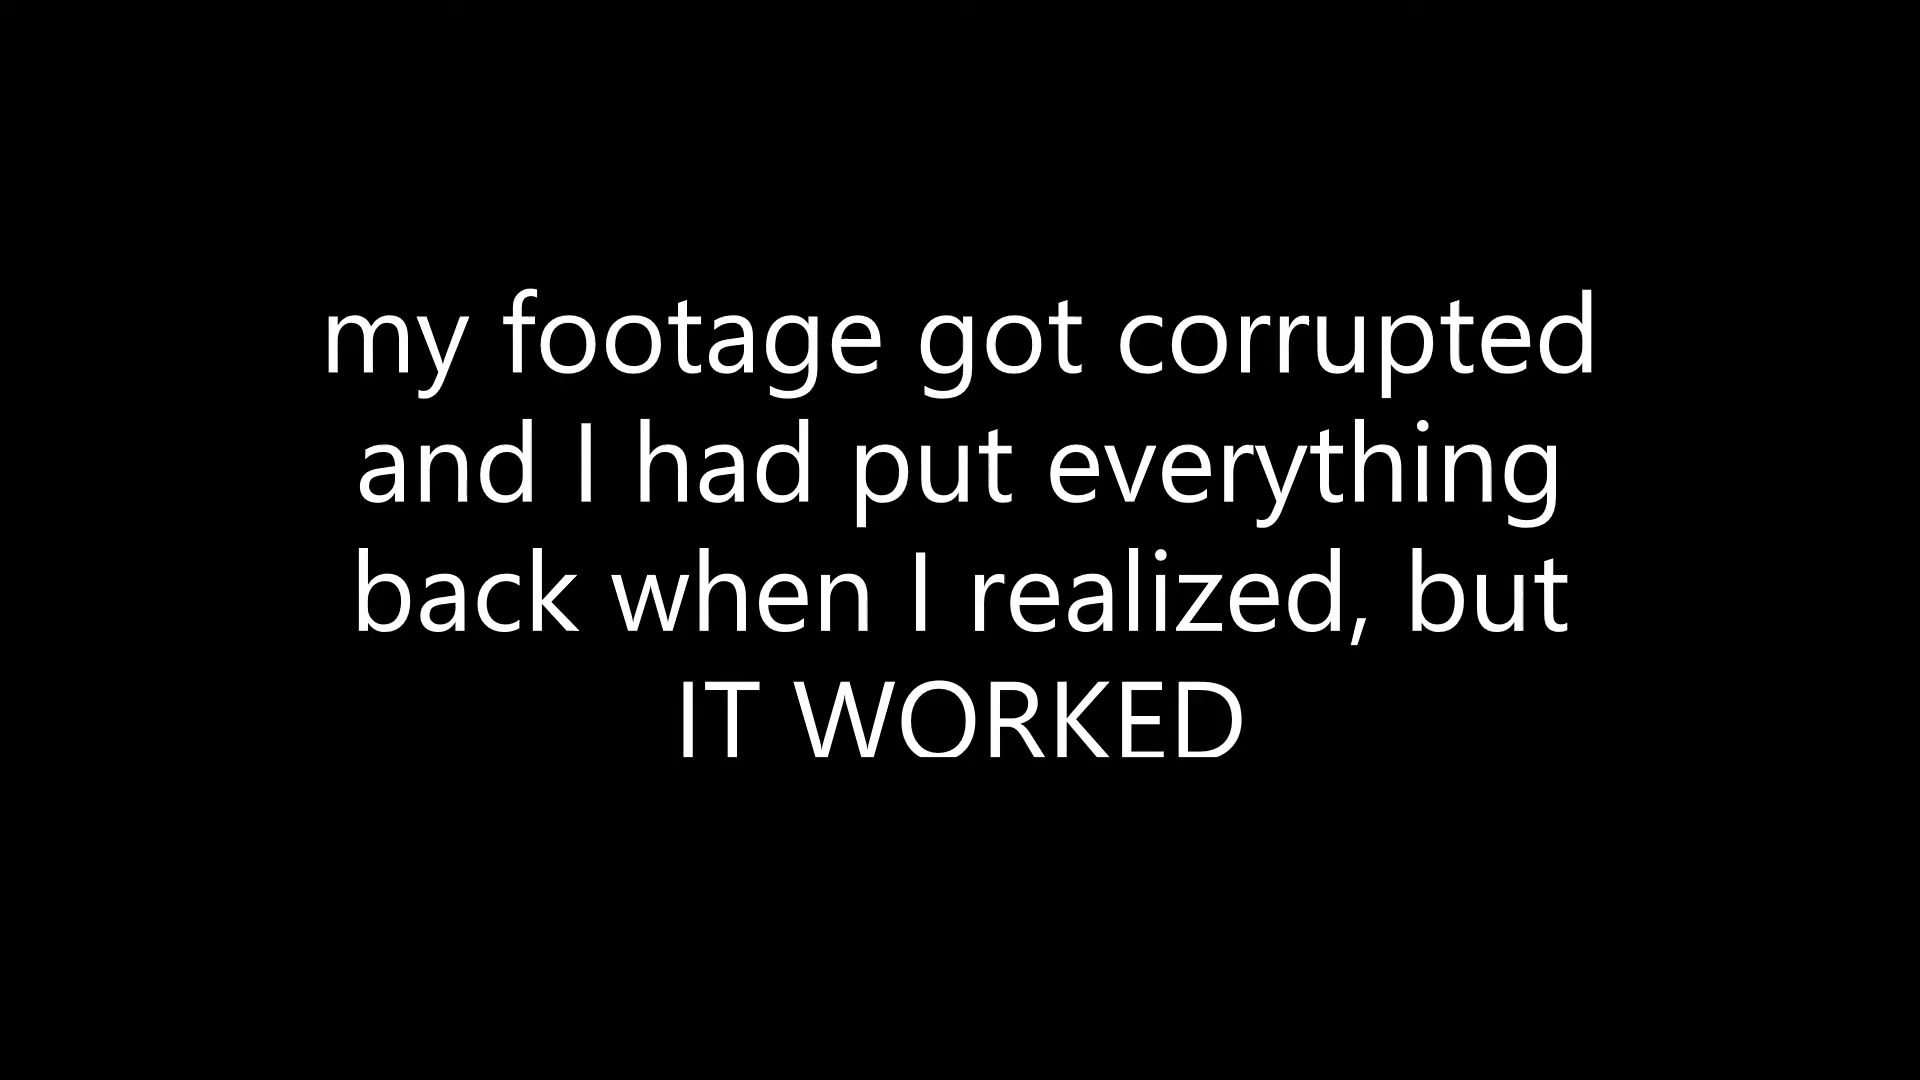 my footage got corrupted
and I had put everything
back when I realized, but
IT WORKED